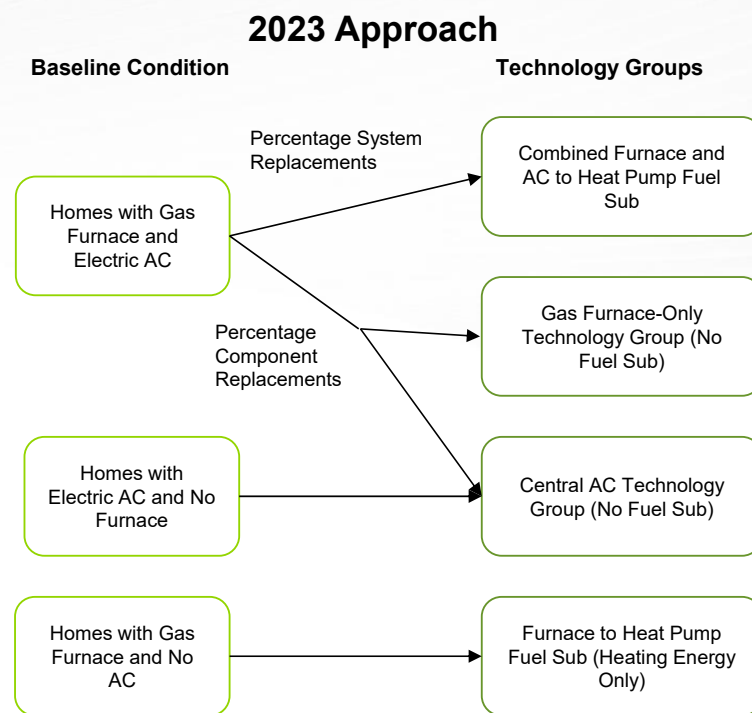 2023 Approach
Baseline Condition
Technology Groups
Percentage System
Replacements
Combined Furnace and
AC to Heat Pump Fuel
Sub
Homes with Gas
Furnace and
Electric AC
Gas Furnace-Only
Technology Group (No
Fuel Sub)
Percentage
Component
Replacements
Homes with
Electric AC and No
Furnace
Central AC Technology
Group (No Fuel Sub)
Homes with Gas
Furnace and No
AC
Furnace to Heat Pump
Fuel Sub (Heating Energy
Only)